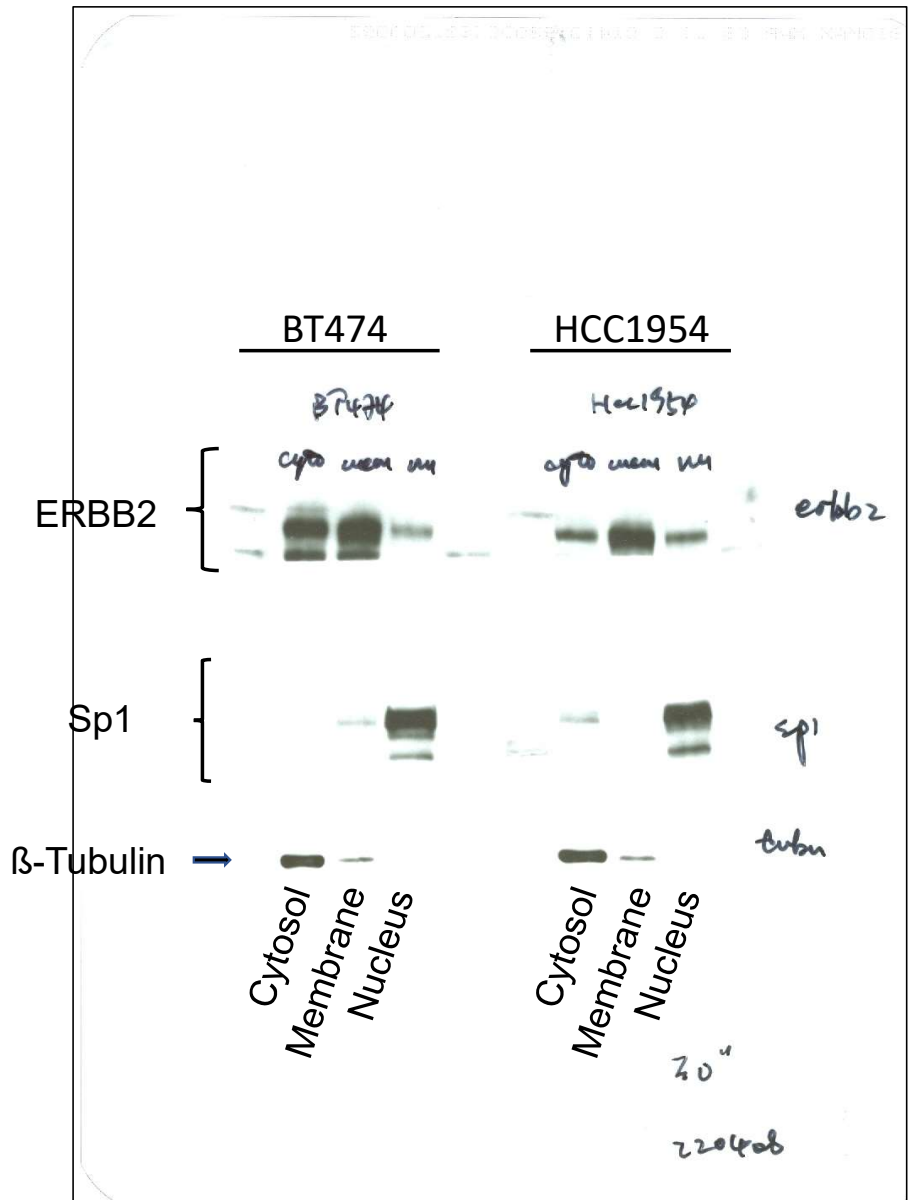 BT474 HCC1954
BT474 Hcc1954
cyto mem nu cyto mem nu
ERBB2 erbb2
Sp1 sp1
ß-Tubulin tubu
Cytosol Membrane Nucleus Cytosol Membrane Nucleus
30"
220408